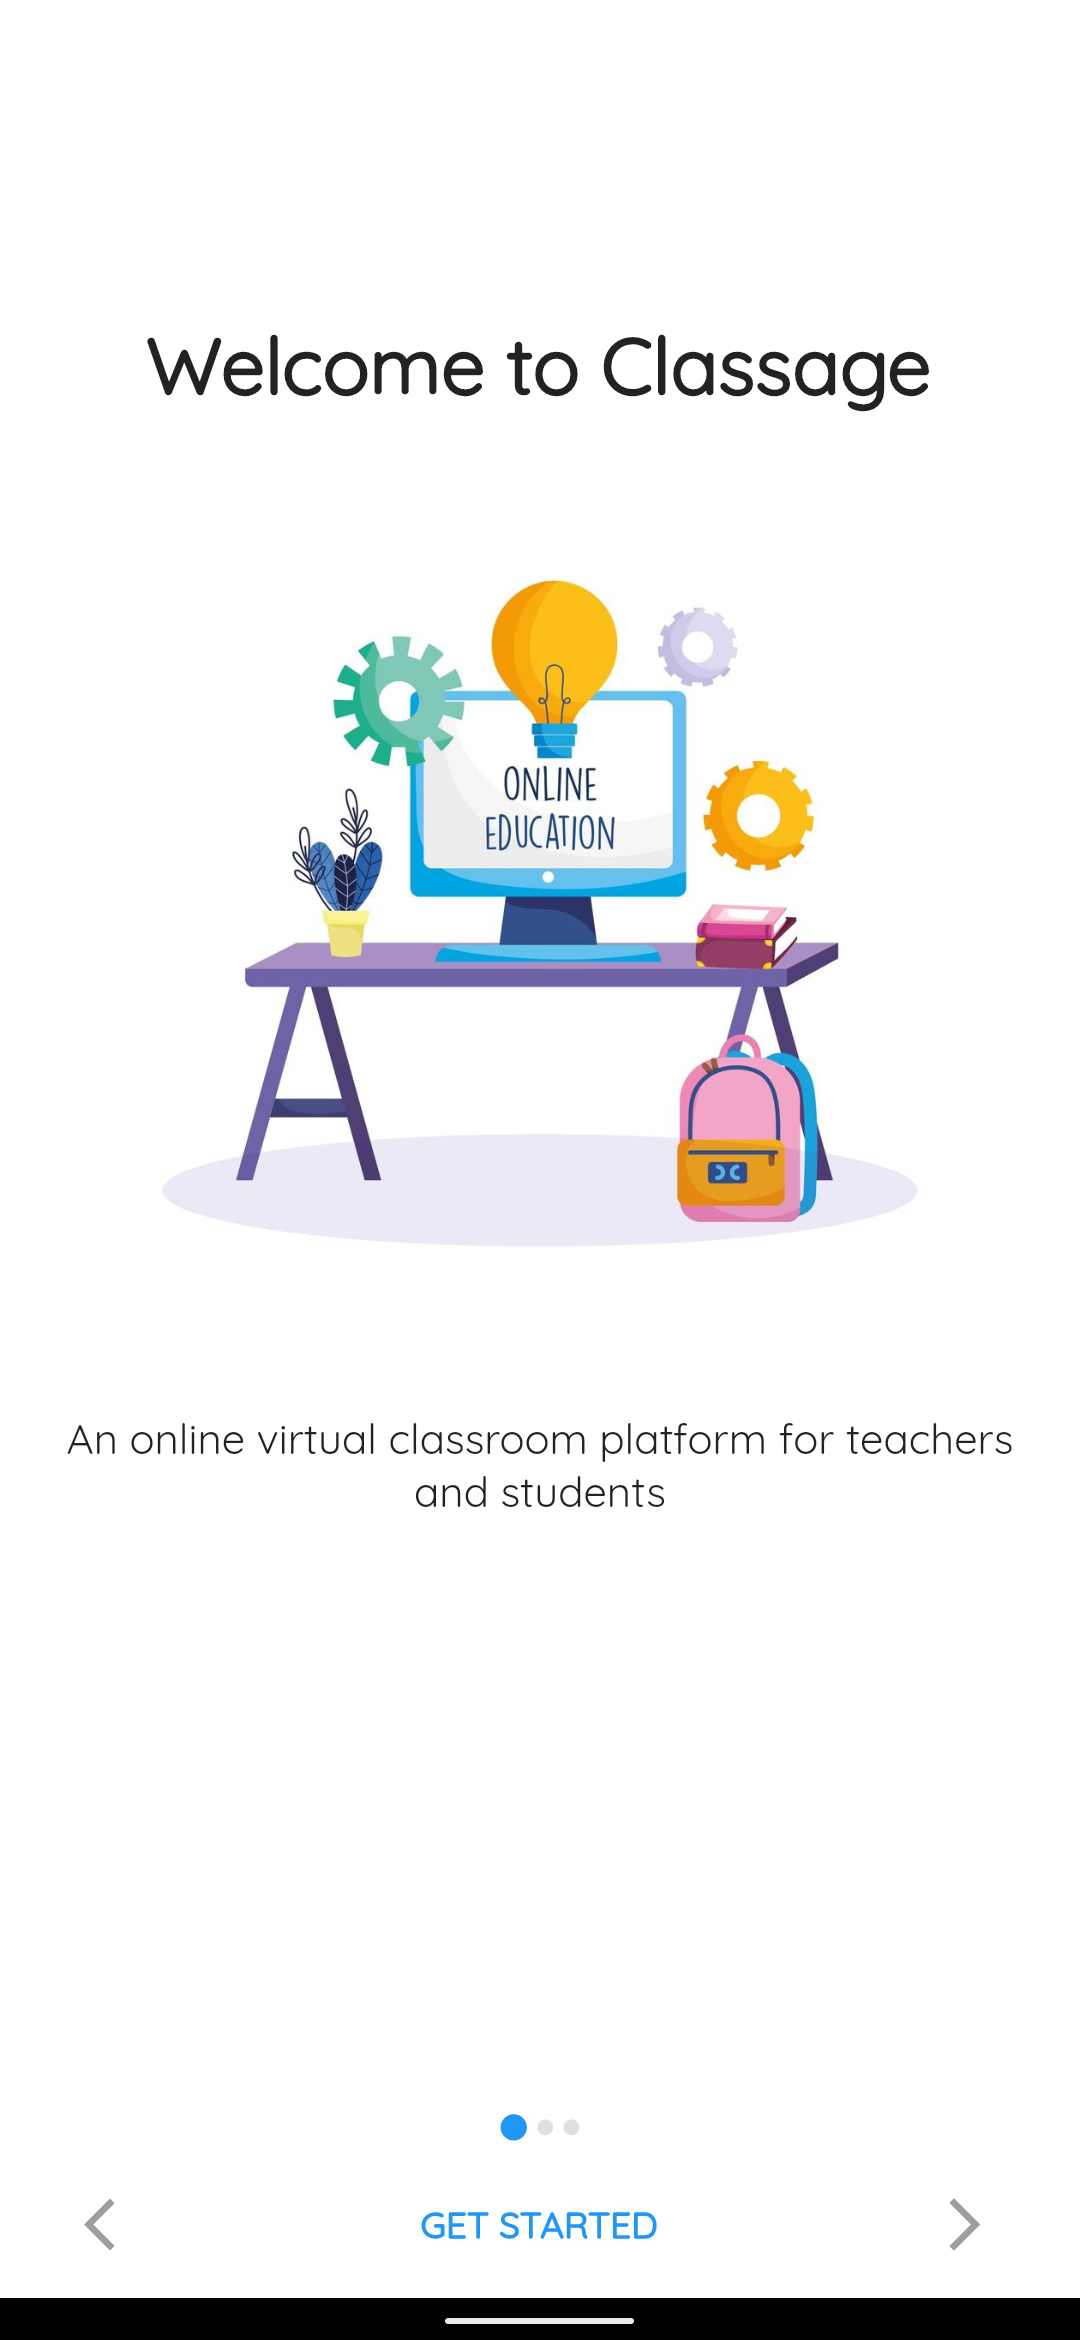 Welcome to Classage
ONLINE
EDUCATION
An online virtual classroom platform for teachers
and students
GET STARTED